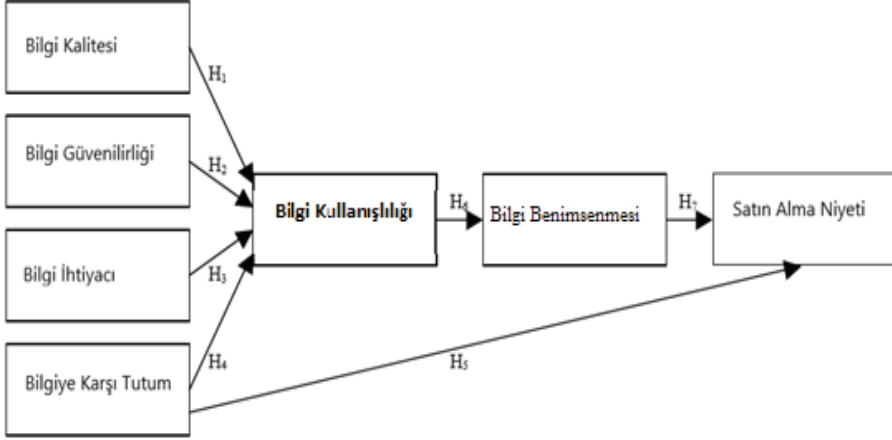 Bilgi Kalitesi
H₁
Bilgi Güvenilirliği
H₂
Bilgi Kullanışlılığı
H₆
Bilgi Benimsenmesi
H₇
Satın Alma Niyeti
Bilgi İhtiyacı
H₃
Bilgiye Karşı Tutum
H₄
H₅